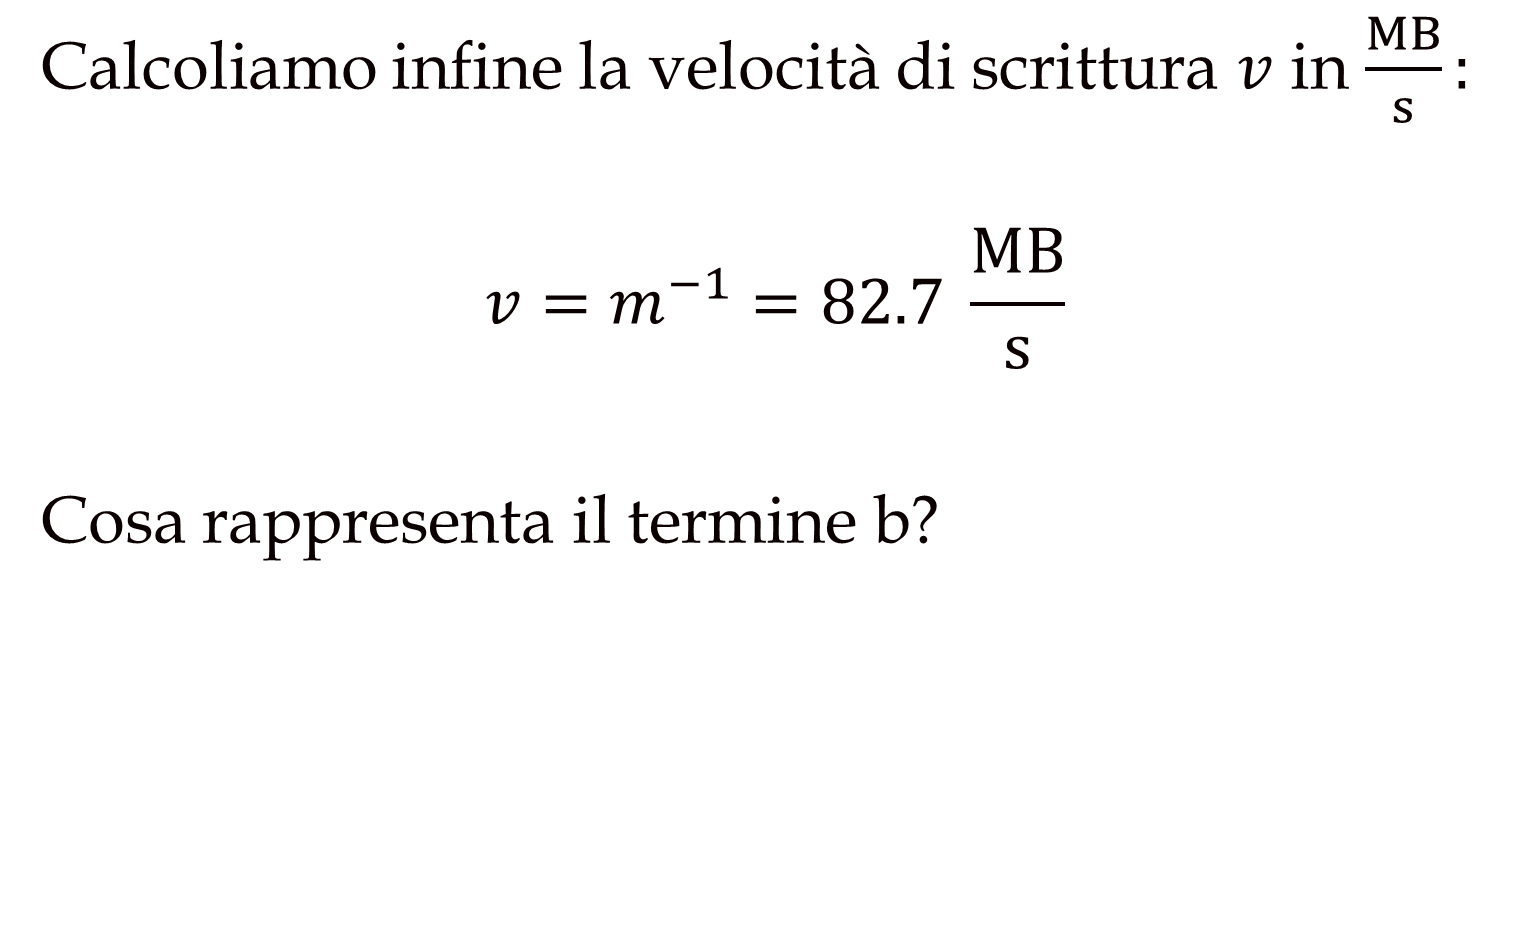 Calcoliamo infine la velocità di scrittura v in MB/s:
v = m⁻¹ = 82.7 MB/s
Cosa rappresenta il termine b?